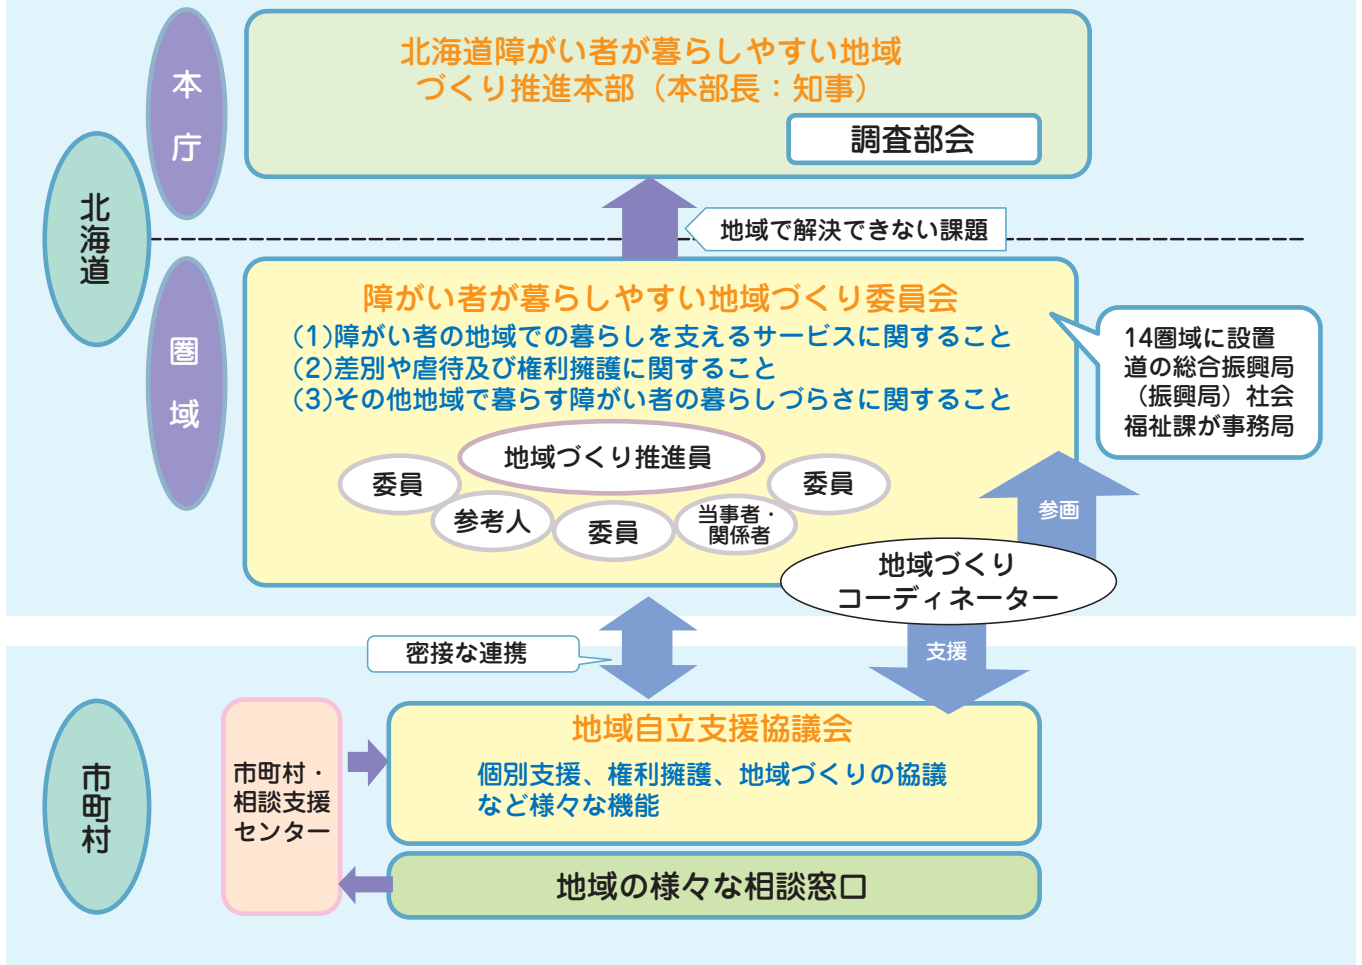 北海道
本庁
北海道障がい者が暮らしやすい地域
づくり推進本部（本部長：知事）
調査部会
地域で解決できない課題
圏域
障がい者が暮らしやすい地域づくり委員会
(1)障がい者の地域での暮らしを支えるサービスに関すること
(2)差別や虐待及び権利擁護に関すること
(3)その他地域で暮らす障がい者の暮らしづらさに関すること
14圏域に設置
道の総合振興局
（振興局）社会
福祉課が事務局
地域づくり推進員
委員
参考人
委員
当事者・
関係者
委員
参画
地域づくり
コーディネーター
支援
密接な連携
市町村
市町村・
相談支援
センター
地域自立支援協議会
個別支援、権利擁護、地域づくりの協議
など様々な機能
地域の様々な相談窓口